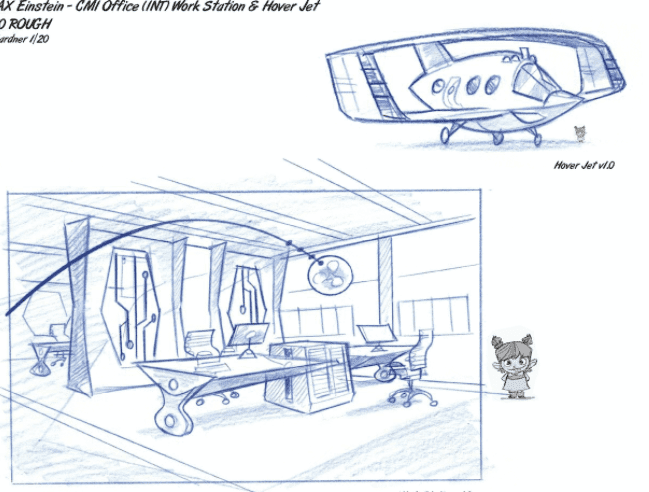 AX Einstein - CMI Office (INT) Work Station & Hover Jet
O ROUGH
ardner 1/20
Hover Jet v1.0